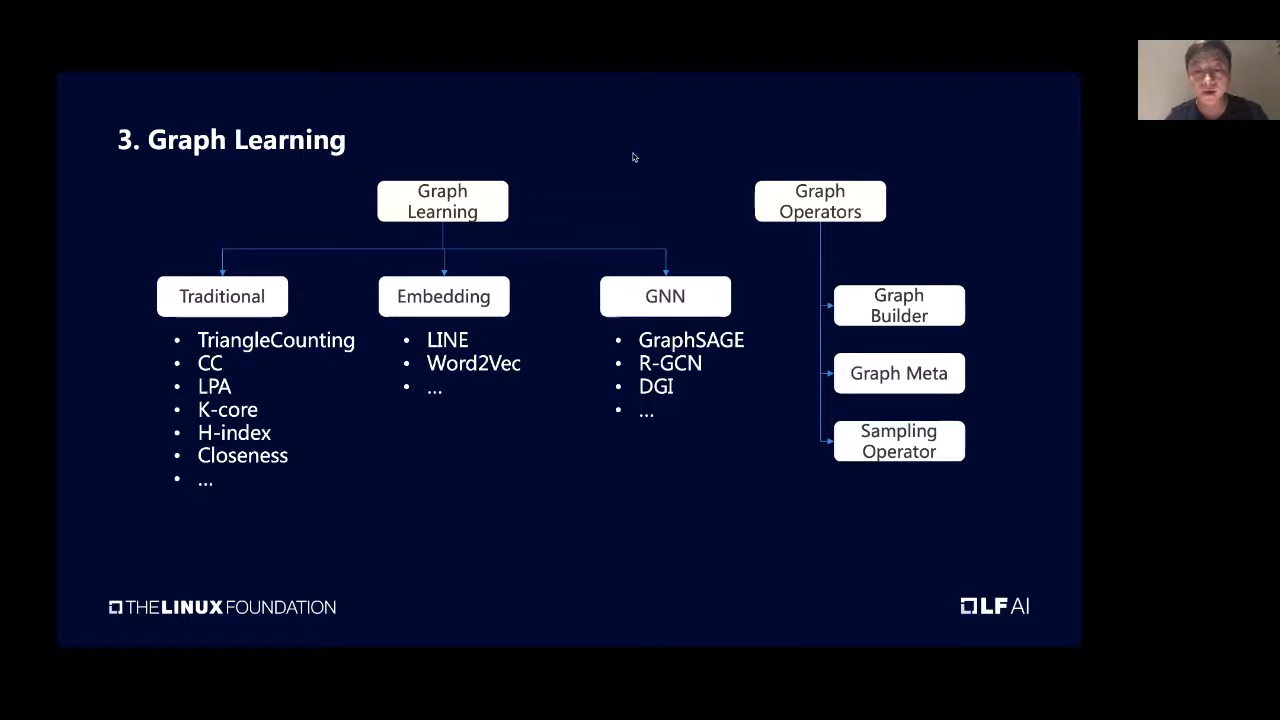 3. Graph Learning
Graph
Learning
Graph
Operators
Traditional
Embedding
GNN
• TriangleCounting
• CC
• LPA
• K-core
• H-index
• Closeness
• ...
• LINE
• Word2Vec
• ...
• GraphSAGE
• R-GCN
• DGI
• ...
Graph
Builder
Graph Meta
Sampling
Operator
THE LINUX FOUNDATION
LF AI